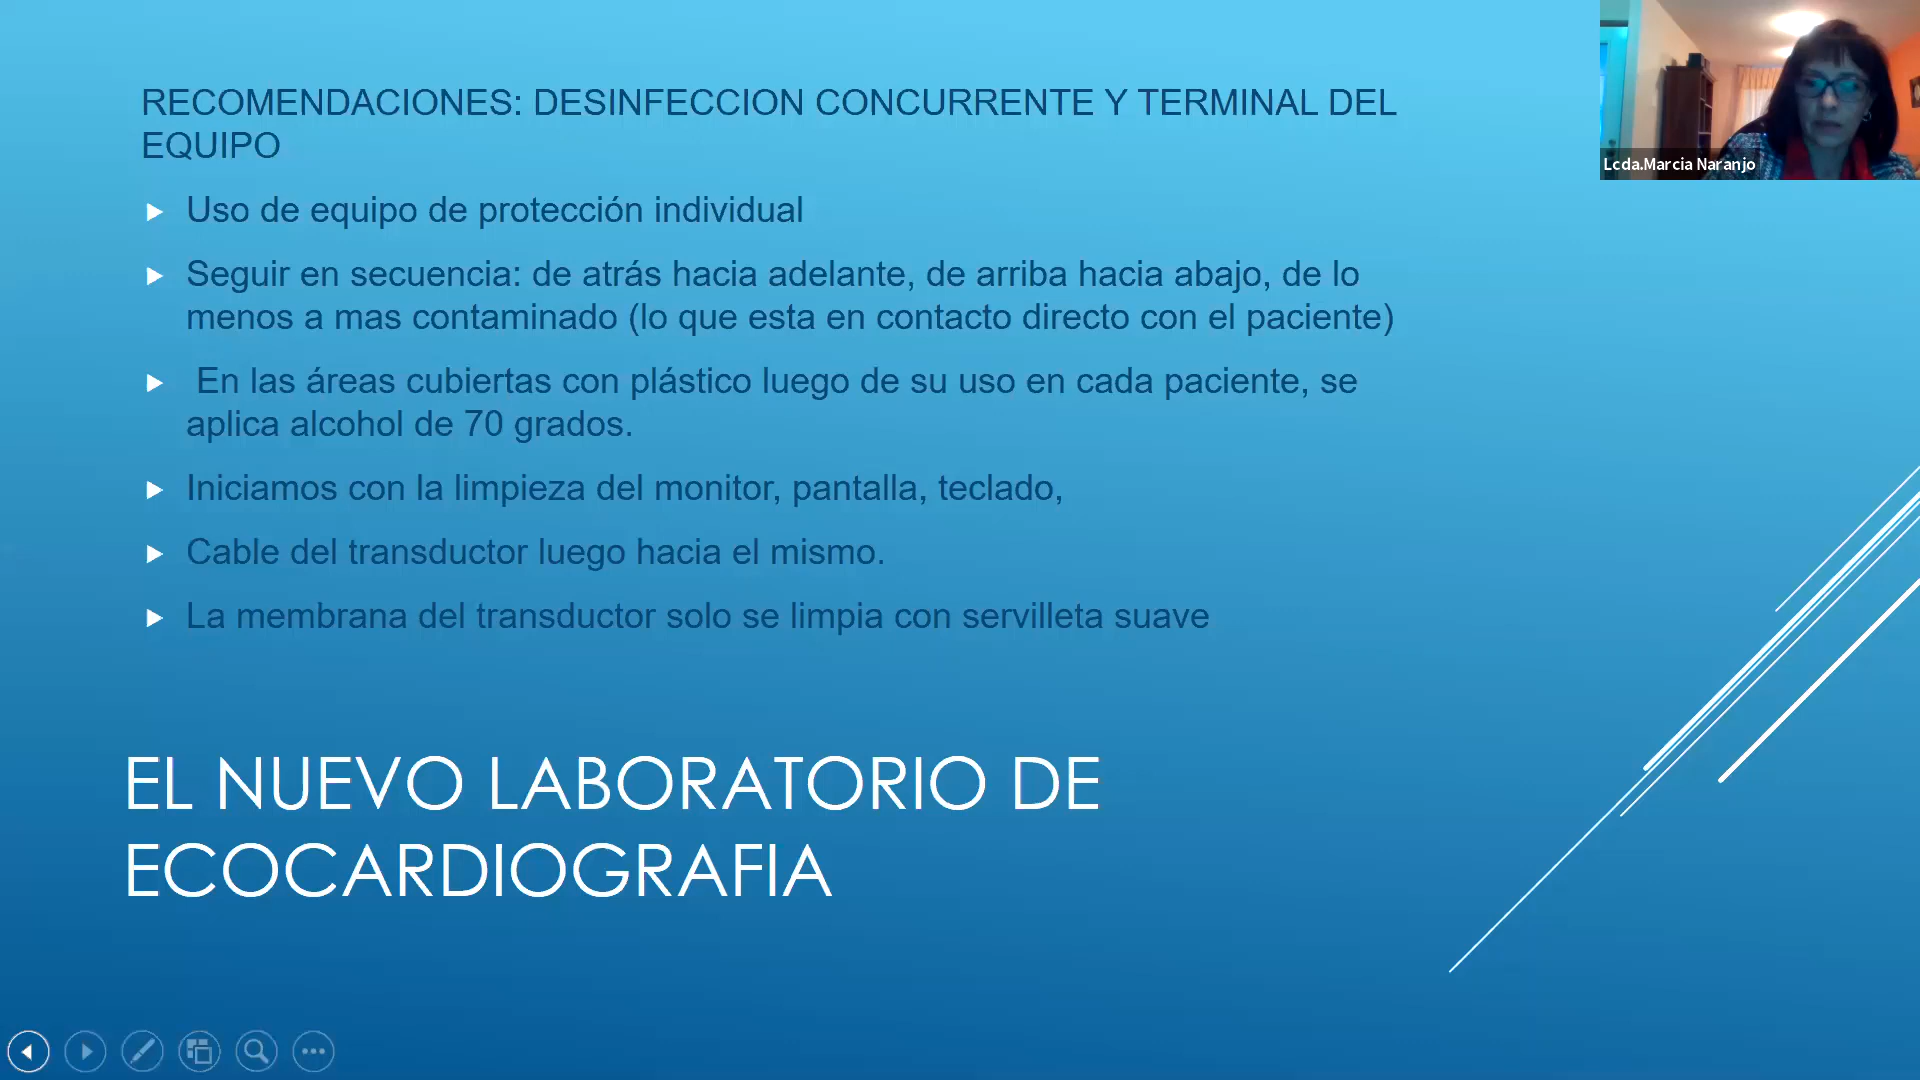 RECOMENDACIONES: DESINFECCION CONCURRENTE Y TERMINAL DEL
EQUIPO
Uso de equipo de protección individual
Seguir en secuencia: de atrás hacia adelante, de arriba hacia abajo, de lo
menos a mas contaminado (lo que esta en contacto directo con el paciente)
En las áreas cubiertas con plástico luego de su uso en cada paciente, se
aplica alcohol de 70 grados.
Iniciamos con la limpieza del monitor, pantalla, teclado,
Cable del transductor luego hacia el mismo.
La membrana del transductor solo se limpia con servilleta suave
EL NUEVO LABORATORIO DE
ECOCARDIOGRAFIA
Lcda.Marcia Naranjo